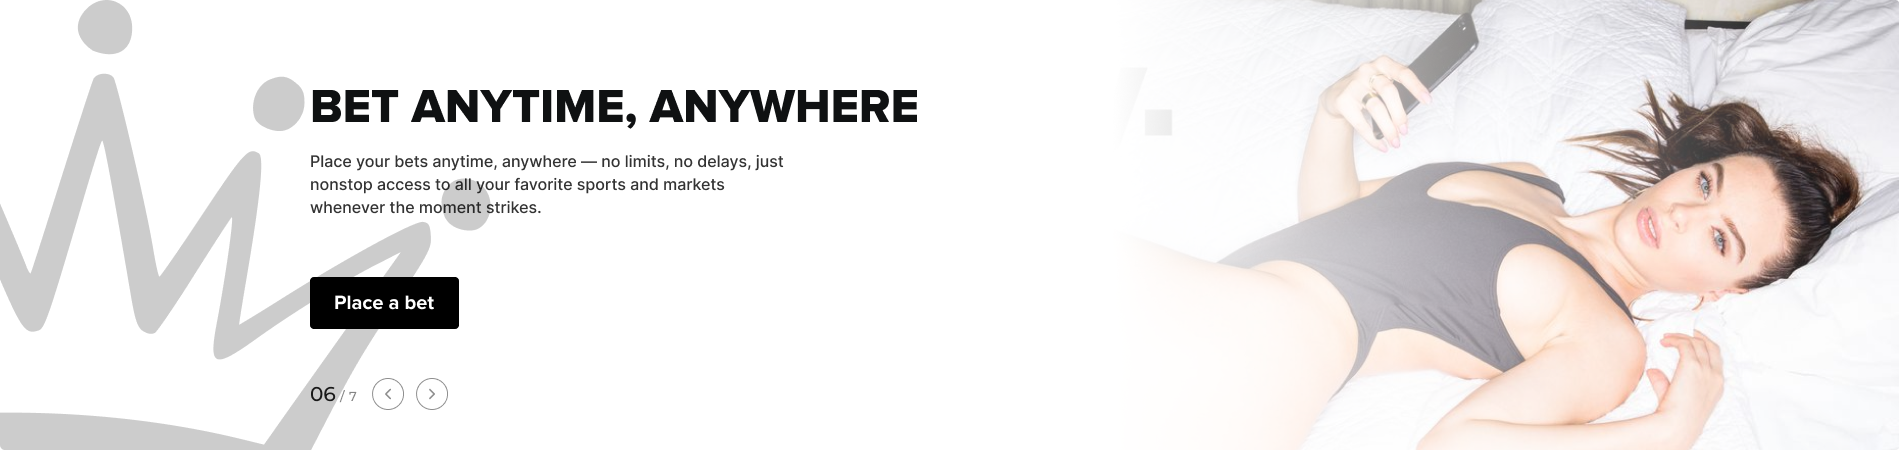 BET ANYTIME, ANYWHERE
Place your bets anytime, anywhere — no limits, no delays, just
nonstop access to all your favorite sports and markets
whenever the moment strikes.
Place a bet
06 / 7